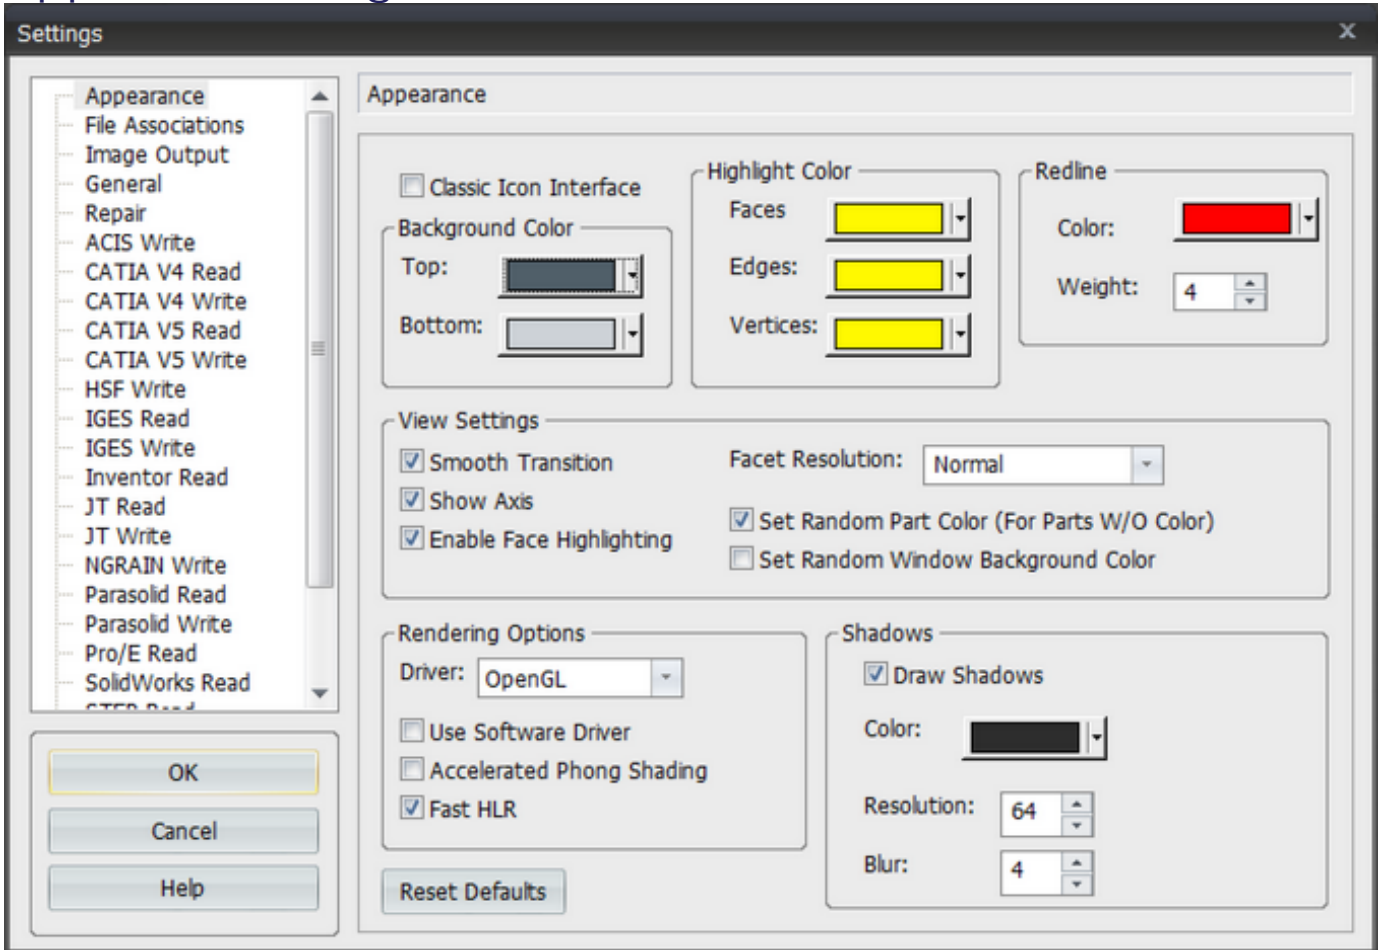 Settings
x
Appearance
File Associations
Image Output
General
Repair
ACIS Write
CATIA V4 Read
CATIA V4 Write
CATIA V5 Read
CATIA V5 Write
HSF Write
IGES Read
IGES Write
Inventor Read
JT Read
JT Write
NGRAIN Write
Parasolid Read
Parasolid Write
Pro/E Read
SolidWorks Read
OK
Cancel
Help
Appearance
Classic Icon Interface
Background Color
Top:
Bottom:
Highlight Color
Faces
Edges:
Vertices:
Redline
Color:
Weight: 4
View Settings
Smooth Transition
Show Axis
Enable Face Highlighting
Facet Resolution: Normal
Set Random Part Color (For Parts W/O Color)
Set Random Window Background Color
Rendering Options
Driver: OpenGL
Use Software Driver
Accelerated Phong Shading
Fast HLR
Shadows
Draw Shadows
Color:
Resolution: 64
Blur: 4
Reset Defaults